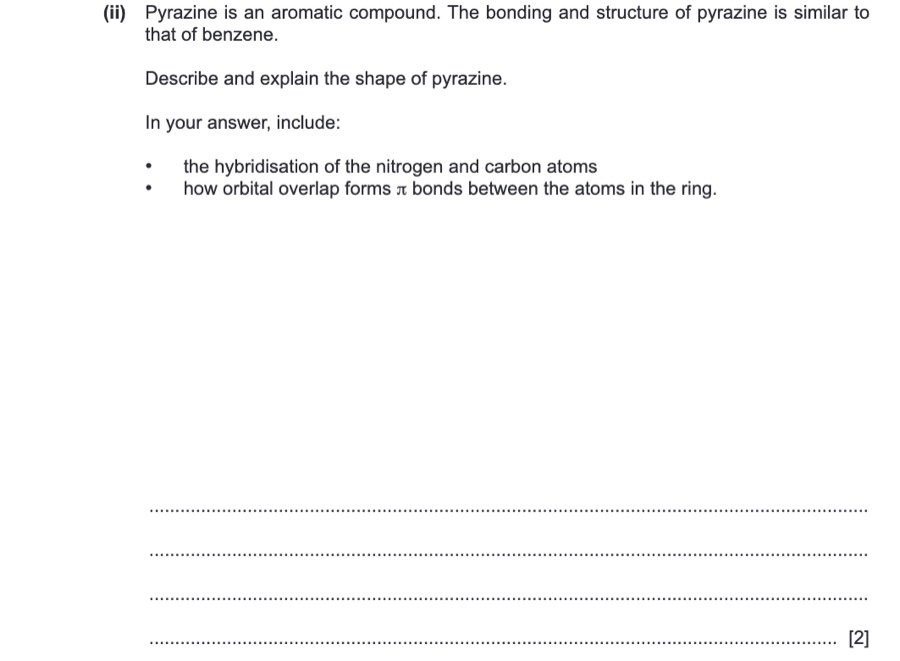 (ii) Pyrazine is an aromatic compound. The bonding and structure of pyrazine is similar to
that of benzene.
Describe and explain the shape of pyrazine.
In your answer, include:
• the hybridisation of the nitrogen and carbon atoms
• how orbital overlap forms π bonds between the atoms in the ring.
[2]